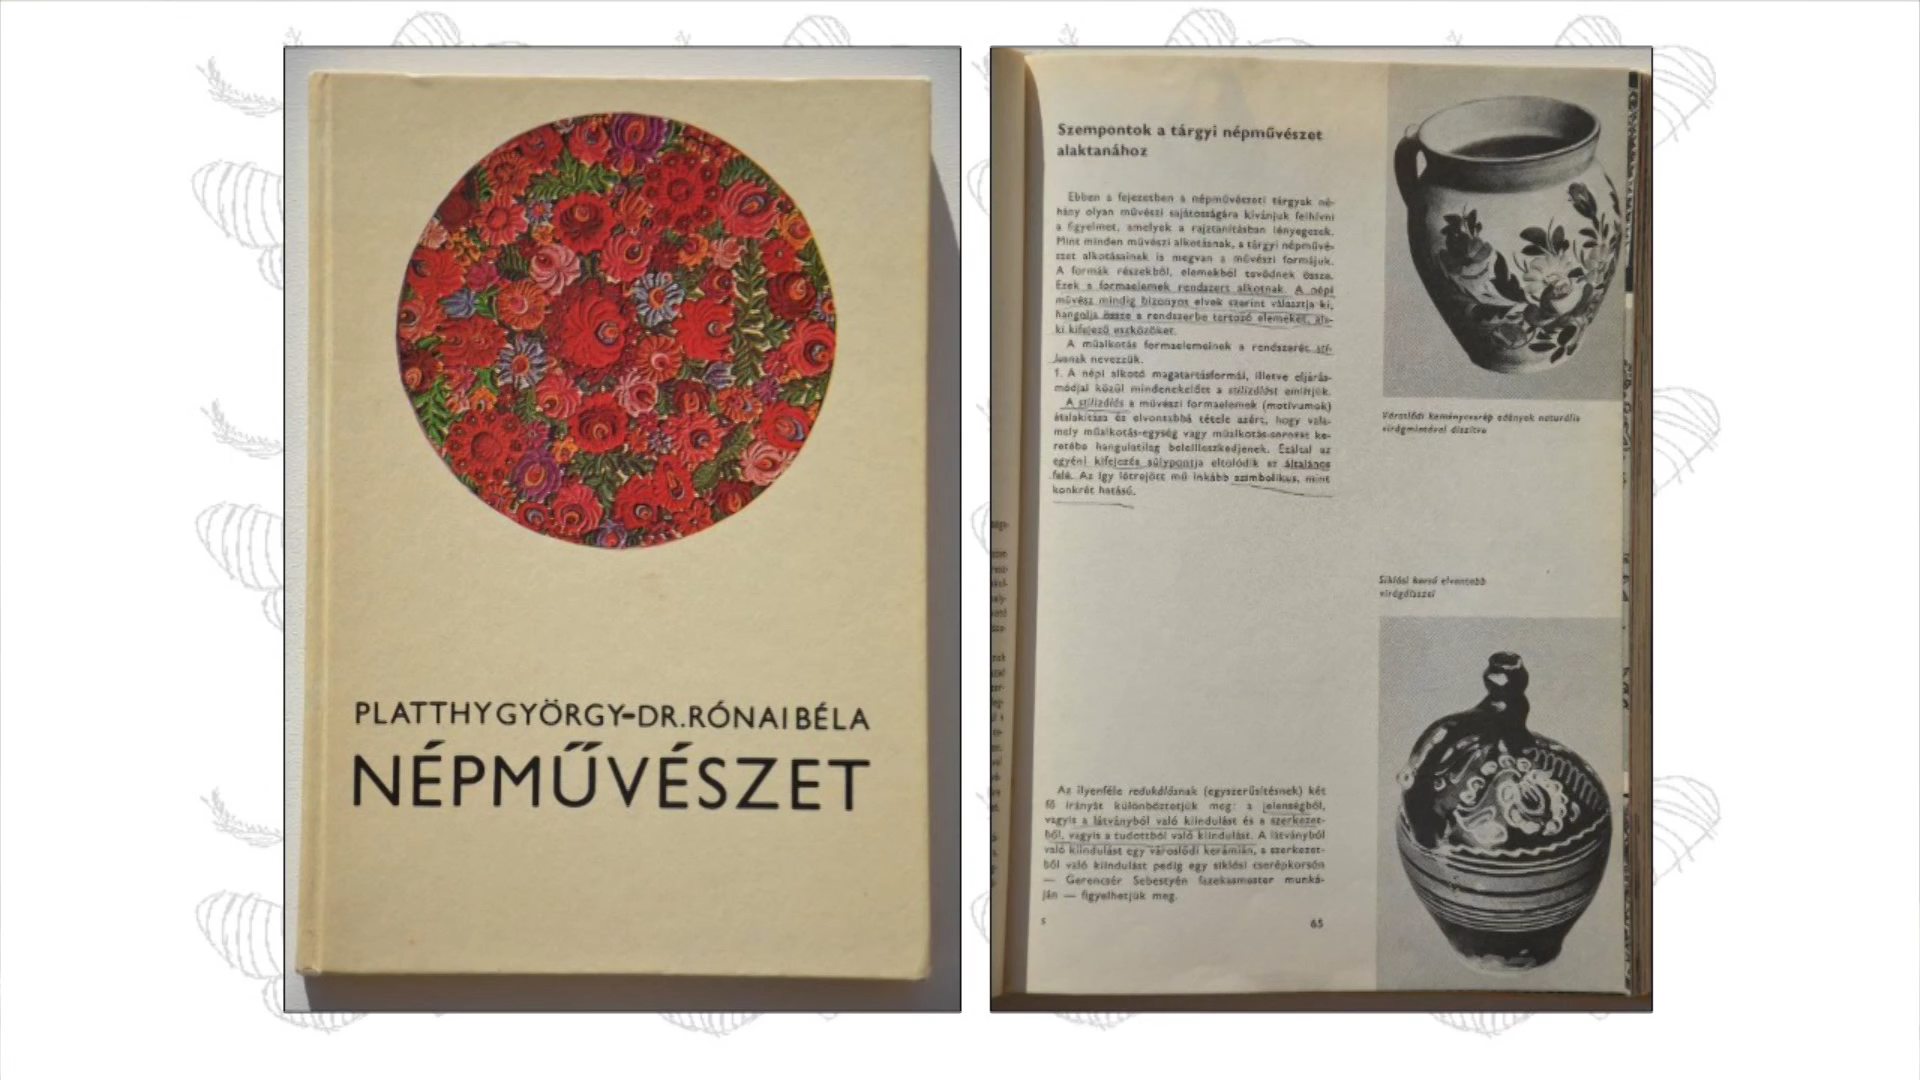 PLATTHY GYÖRGY-DR. RÓNAI BÉLA
NÉPMŰVÉSZET
Szempontok a tárgyi népművészet
alaktanához
Ebben a fejezetben a népművészeti tárgyak né-
hány olyan művészi sajátosságára kívánjuk felhívni
a figyelmet, amelyek a rajztanításban lényegesek.
Mint minden művészi alkotásnak, a tárgyi népművé-
szet alkotásainak is megvan a művészi formájuk.
A formák részekből, elemekből tevődnek össze.
Ezek a formaelemek rendszert alkotnak. A népi
művész mindig bizonyos elvek szerint választja ki,
hangolja össze a rendszerbe tartozó elemeket, ala-
ki kifejező eszközöket.
A műalkotás formaelemeinek a rendszerét stí-
lusnak nevezzük.
1. A népi alkotó magatartásformái, illetve eljárás-
módjai közül mindenekelőtt a stilizálást említjük.
A stilizálás a művészi formaelemek (motívumok)
átalakítása és elvontabbá tétele azért, hogy vala-
mely műalkotás-egység vagy műalkotás-sorozat ke-
retébe hangulatilag beleilleszkedjenek. Ezáltal az
egyéni kifejezés súlypontja eltolódik az általános
felé. Az így létrejött mű inkább szimbolikus, mint
konkrét hatású.
Városlődi keménycserép edények naturális
virágmintával díszítve
Siklósi korsó elvontabb
virágdíszei
Az ilyenféle redukálásnak (egyszerűsítésnek) két
fő irányát különböztetjük meg: a jelenségből,
vagyis a látványból való kiindulást és a szerkezet-
ből, vagyis a tudottból való kiindulást. A látványból
való kiindulást egy városlődi kerámián, a szerkezet-
ből való kiindulást pedig egy siklósi cserépkorsón
— Gerencsér Sebestyén fazekasmester munká-
ján — figyelhetjük meg.
5
65